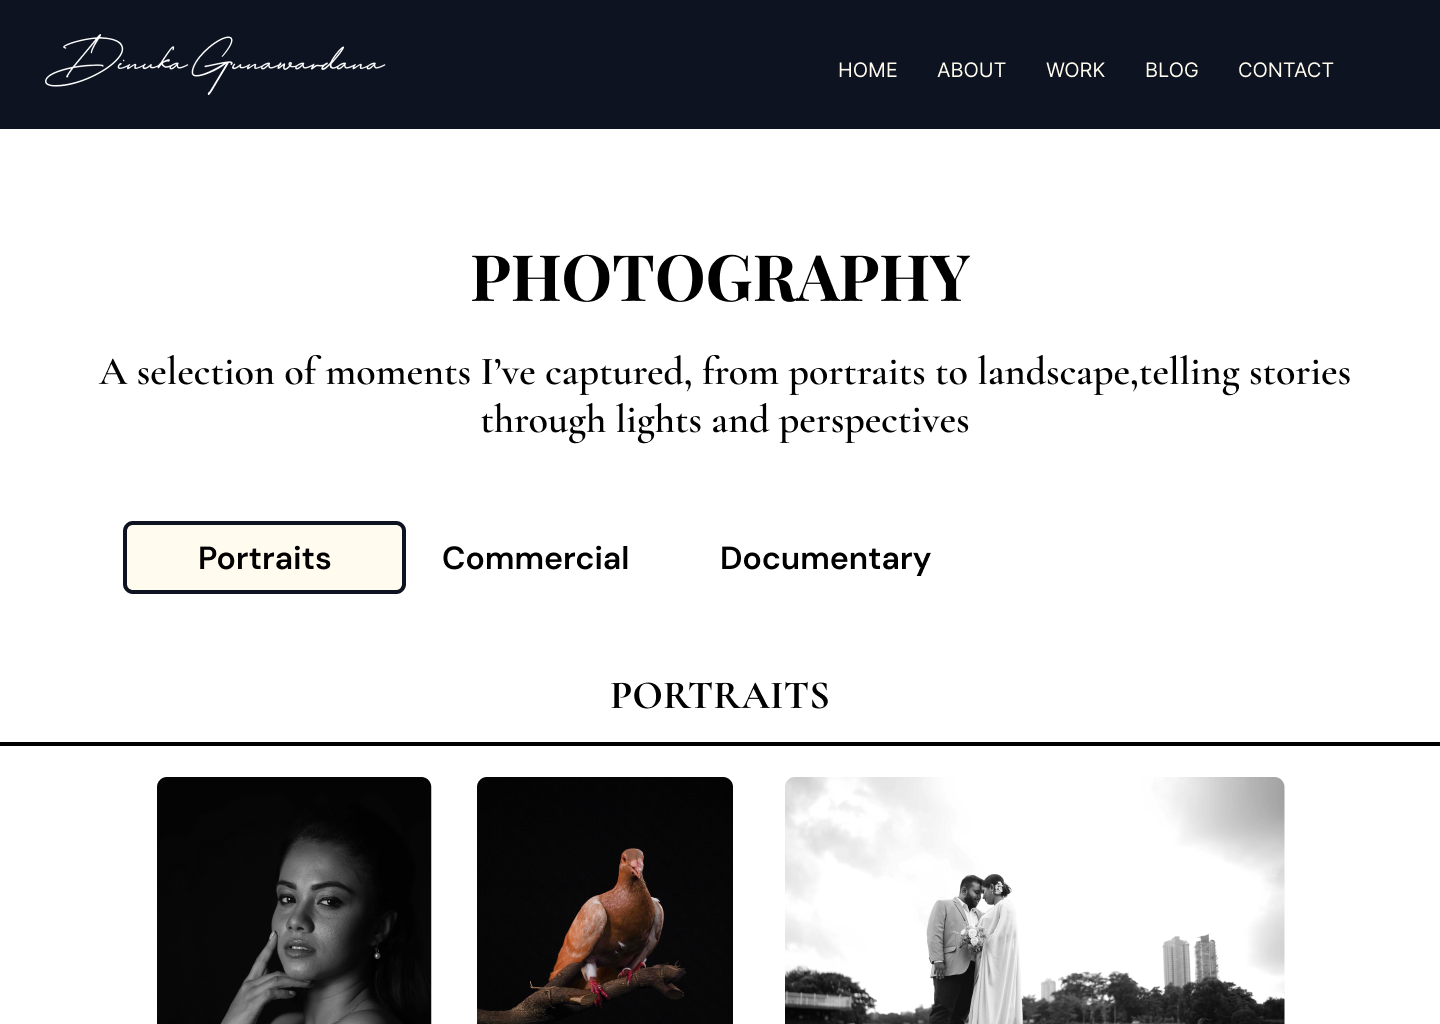 Dinuka Gunawardana
HOME ABOUT WORK BLOG CONTACT
PHOTOGRAPHY
A selection of moments I’ve captured, from portraits to landscape,telling stories
through lights and perspectives
Portraits Commercial Documentary
PORTRAITS